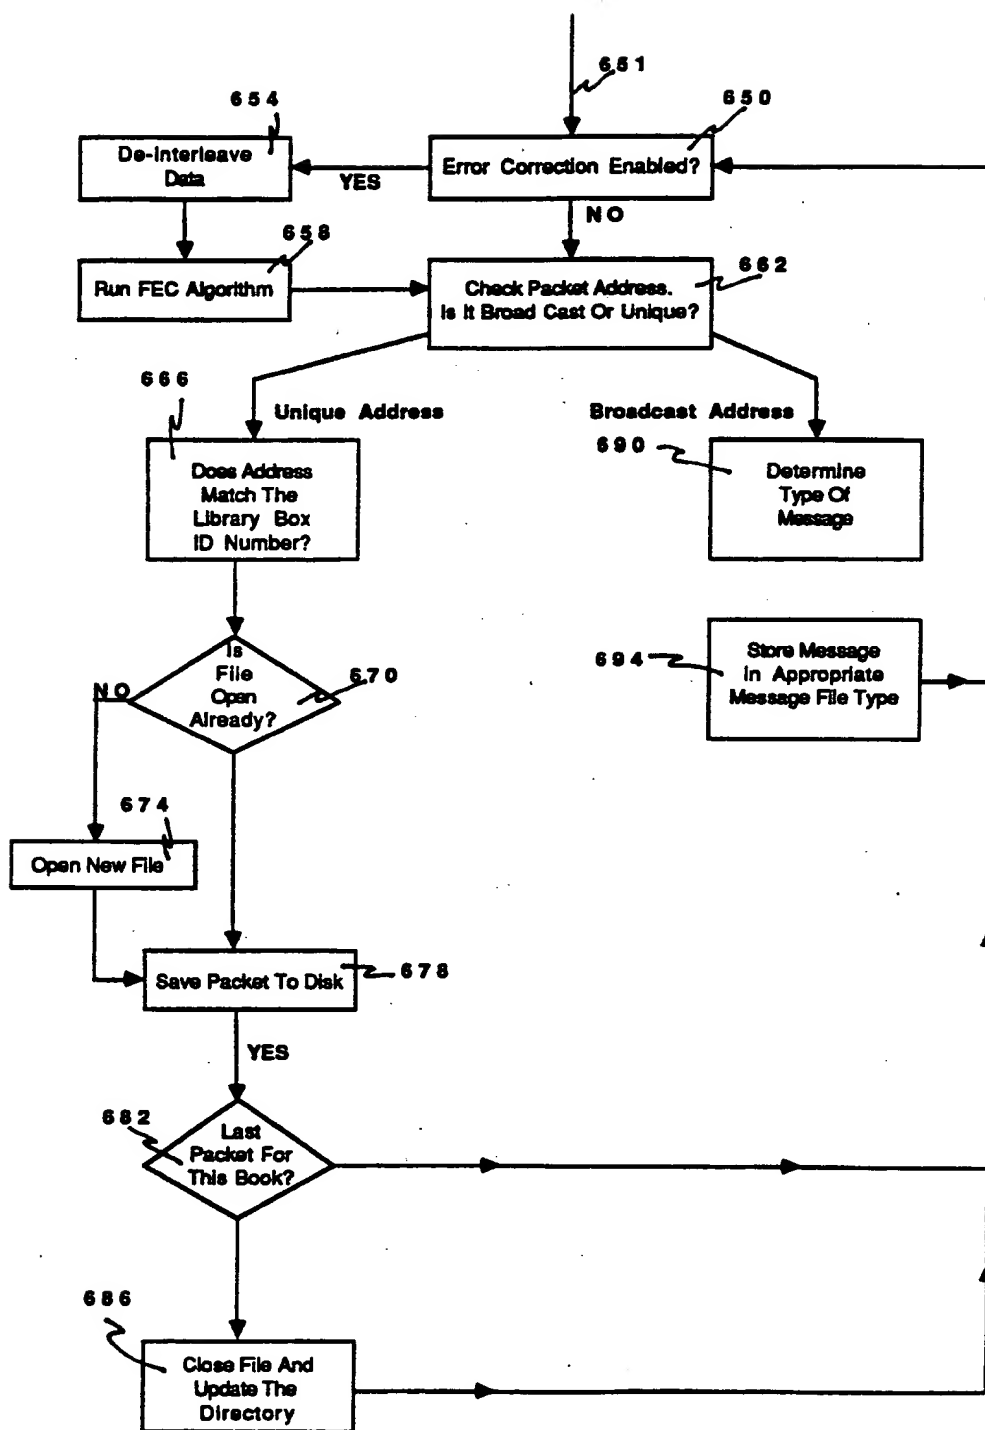 651
654
650
De-Interleave
Data
YES
Error Correction Enabled?
NO
658
662
Run FEC Algorithm
Check Packet Address.
Is It Broad Cast Or Unique?
666
Unique Address
Broadcast Address
690
Does Address
Match The
Library Box
ID Number?
Determine
Type Of
Message
Is
File
Open
Already?
670
NO
694
Store Message
In Appropriate
Message File Type
674
Open New File
Save Packet To Disk
678
YES
682
Last
Packet For
This Book?
686
Close File And
Update The
Directory